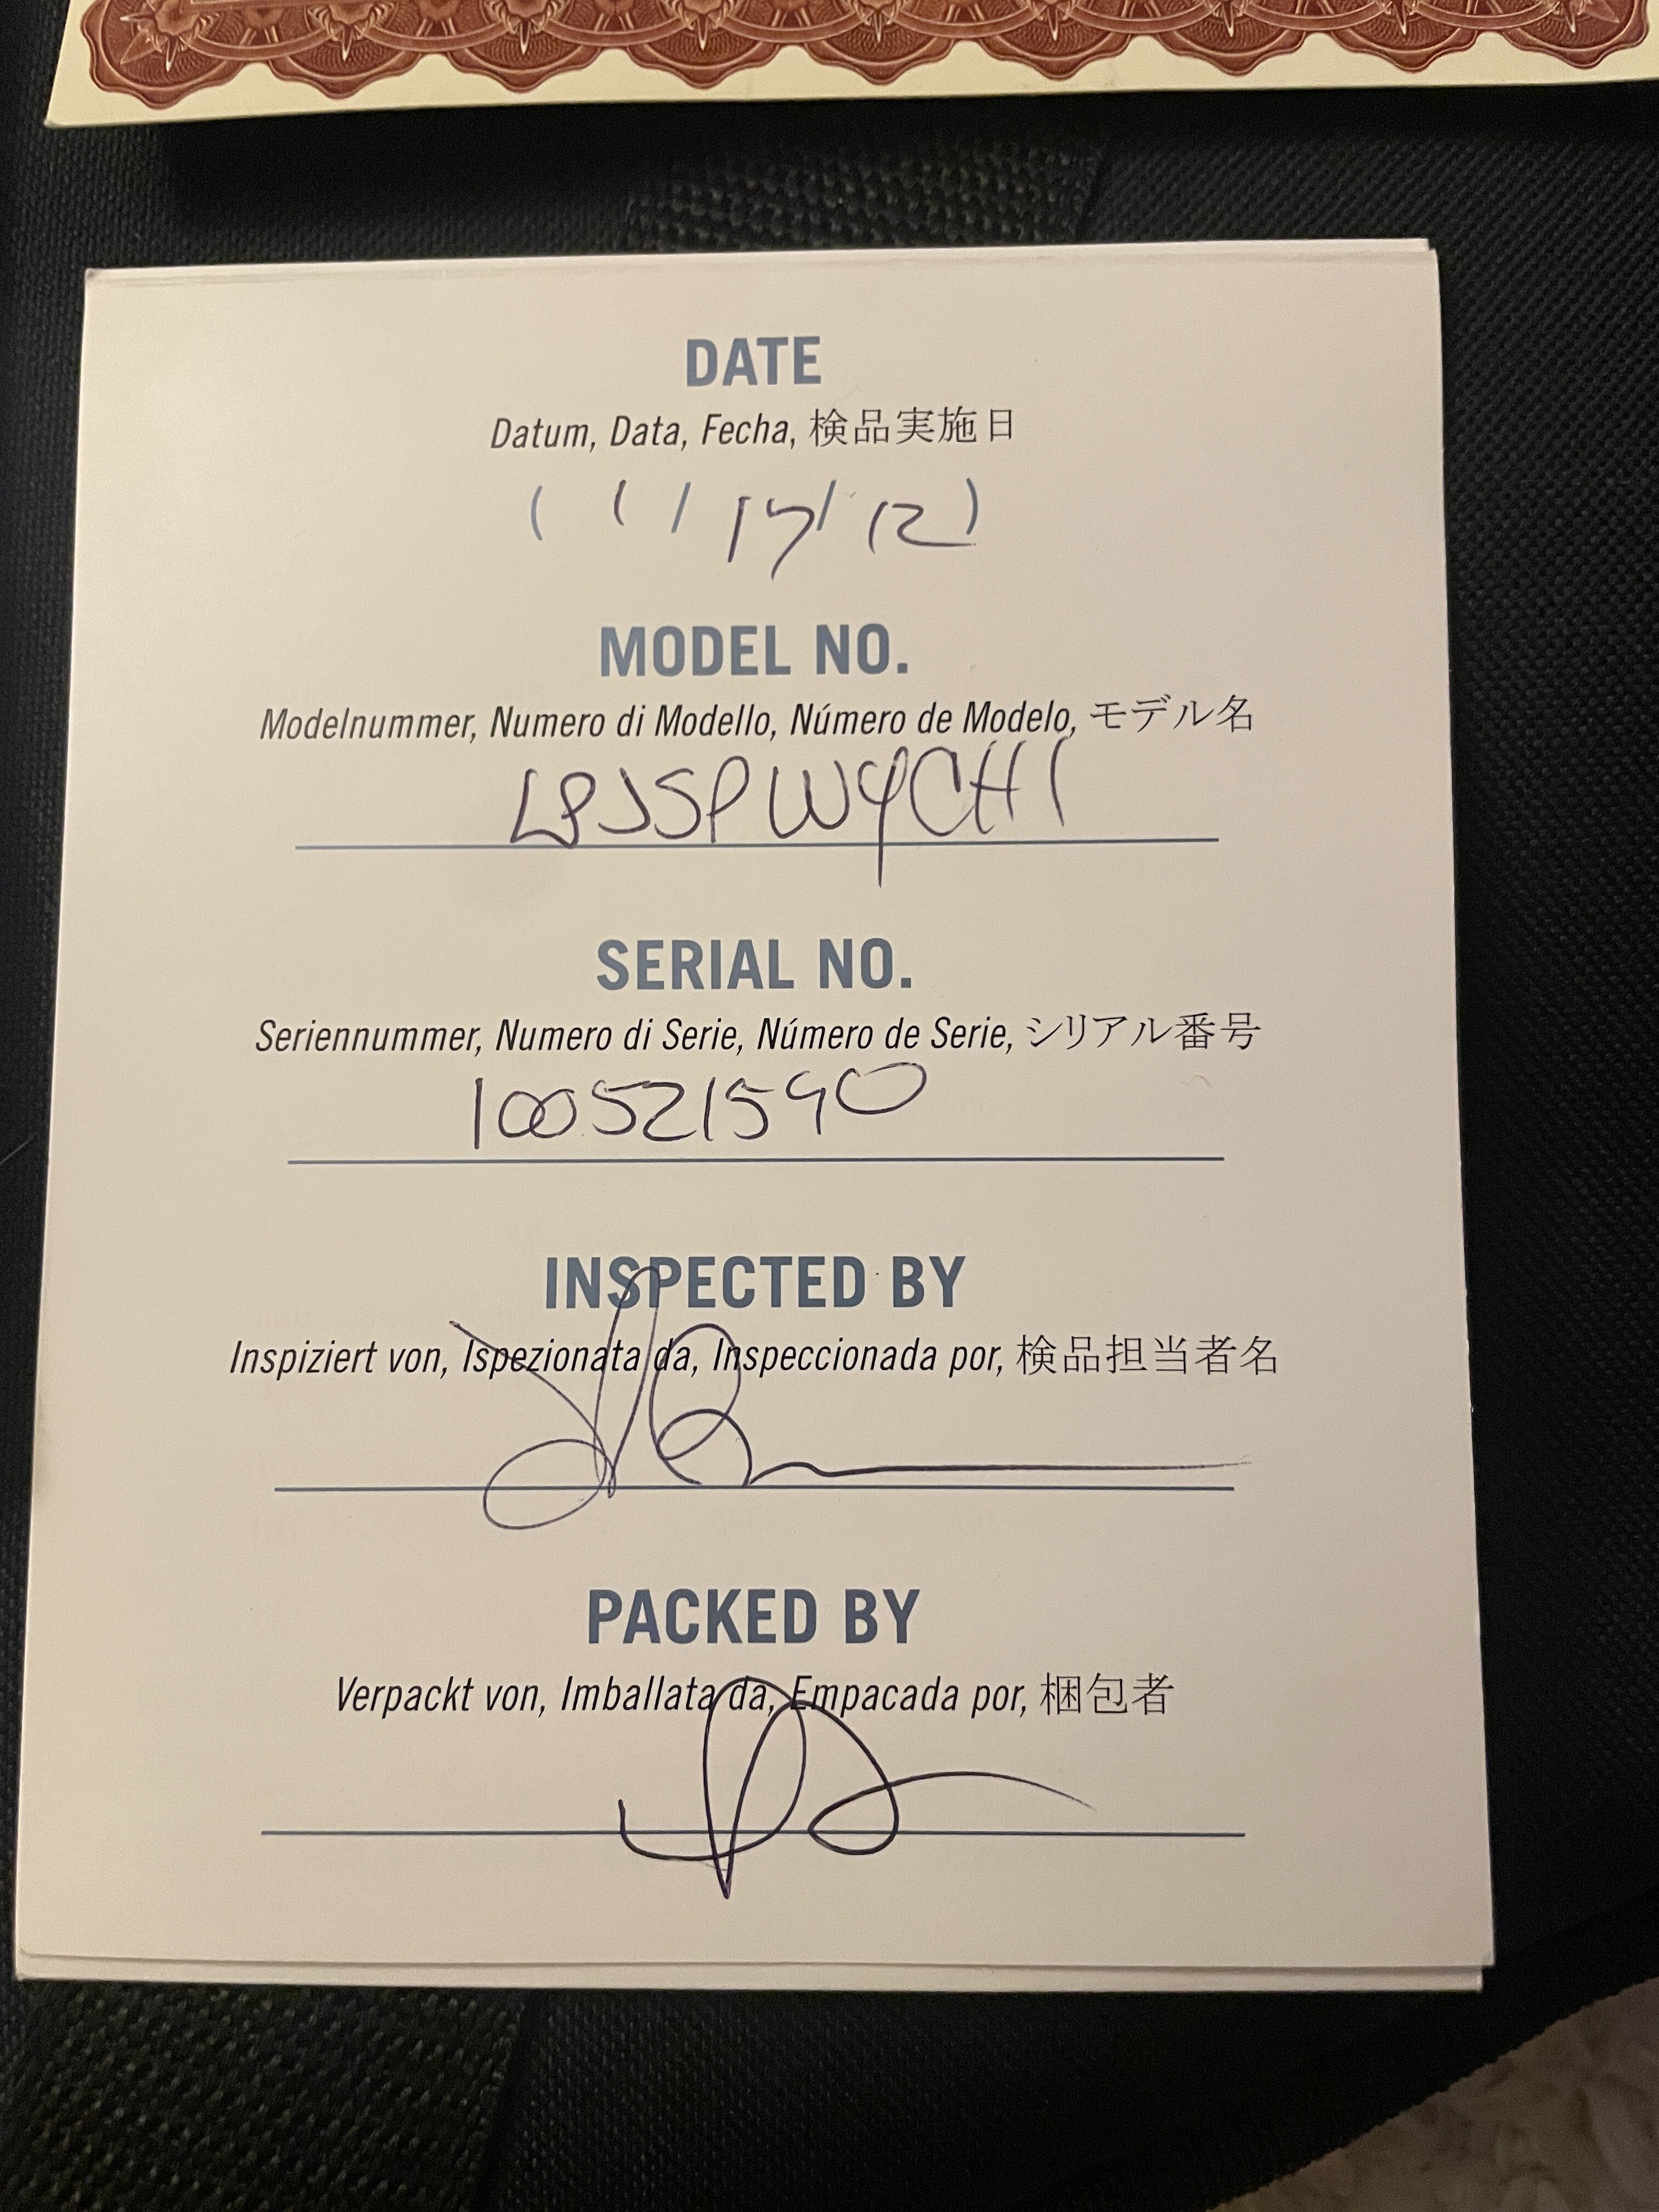 DATE
Datum, Data, Fecha, 検品実施日
( 1 / 17 / 12 )
MODEL NO.
Modelnummer, Numero di Modello, Número de Modelo, モデル名
LPJSPWYCH1
SERIAL NO.
Seriennummer, Numero di Serie, Número de Serie, シリアル番号
100521590
INSPECTED BY
Inspiziert von, Ispezionata da, Inspeccionada por, 検品担当者名
PACKED BY
Verpackt von, Imballata da, Empacada por, 梱包者